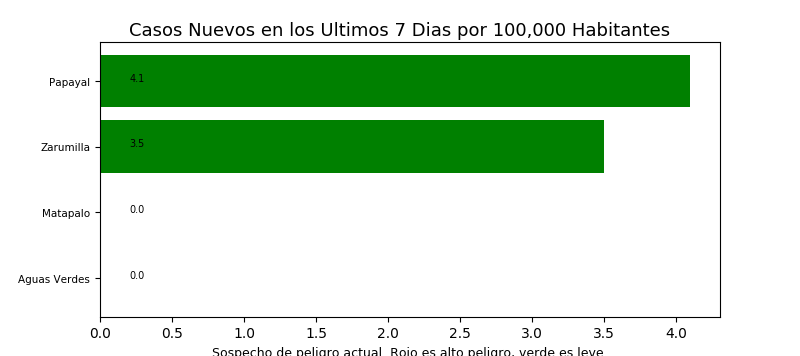 Casos Nuevos en los Ultimos 7 Dias por 100,000 Habitantes
Papayal 4.1
Zarumilla 3.5
Matapalo 0.0
Aguas Verdes 0.0
0.0 0.5 1.0 1.5 2.0 2.5 3.0 3.5 4.0
Sospecho de peligro actual. Rojo es alto peligro, verde es leve